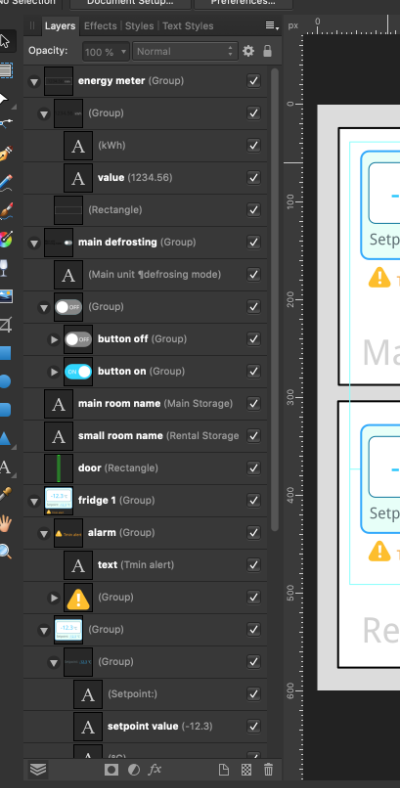 No Selection Document Setup... Preferences...
Layers Effects Styles Text Styles
Opacity: 100 % Normal
energy meter (Group)
(Group)
A (kWh)
A value (1234.56)
(Rectangle)
main defrosting (Group)
A (Main unit ¶defrosing mode)
OFF (Group)
OFF button off (Group)
ON button on (Group)
A main room name (Main Storage)
A small room name (Rental Storage
door (Rectangle)
fridge 1 (Group)
alarm (Group)
A text (Tmin alert)
(Group)
(Group)
(Group)
A (Setpoint:)
A setpoint value (-12.3)
A (°C)
fx
px
0
0
100
200
300
400
500
600
Setp
Ma
Setp
Re